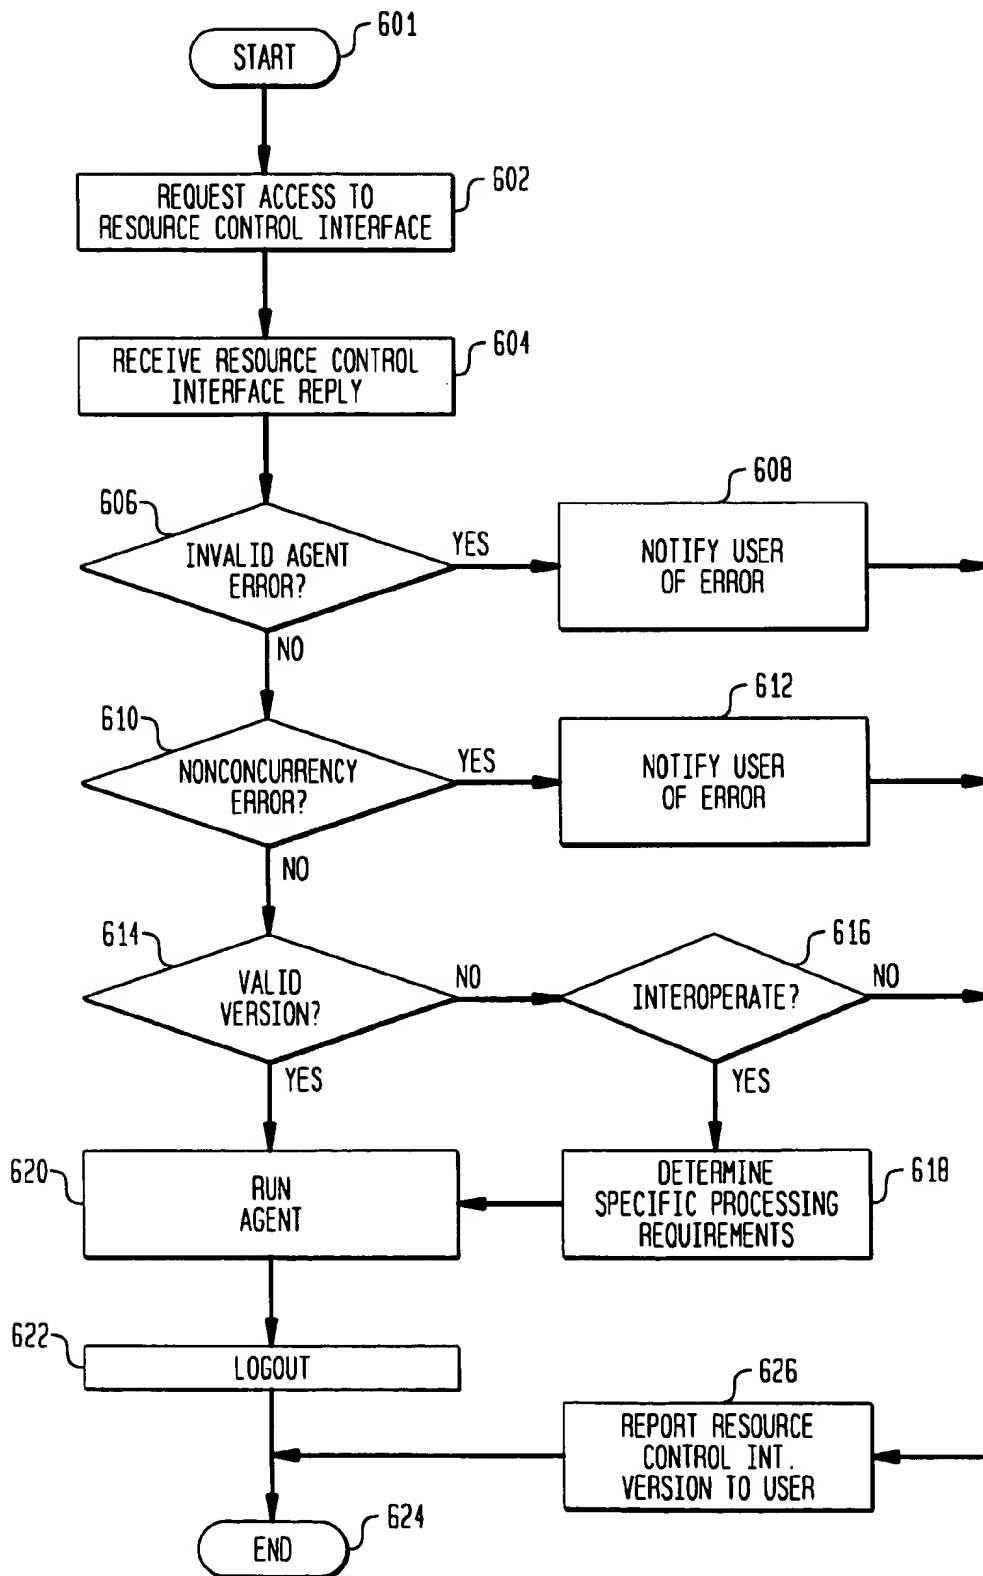 601
START
602
REQUEST ACCESS TO
RESOURCE CONTROL INTERFACE
604
RECEIVE RESOURCE CONTROL
INTERFACE REPLY
606
INVALID AGENT
ERROR?
YES
NO
608
NOTIFY USER
OF ERROR
610
NONCONCURRENCY
ERROR?
YES
NO
612
NOTIFY USER
OF ERROR
614
VALID
VERSION?
NO
YES
616
INTEROPERATE?
NO
YES
618
DETERMINE
SPECIFIC PROCESSING
REQUIREMENTS
620
RUN
AGENT
622
LOGOUT
626
REPORT RESOURCE
CONTROL INT.
VERSION TO USER
END
624